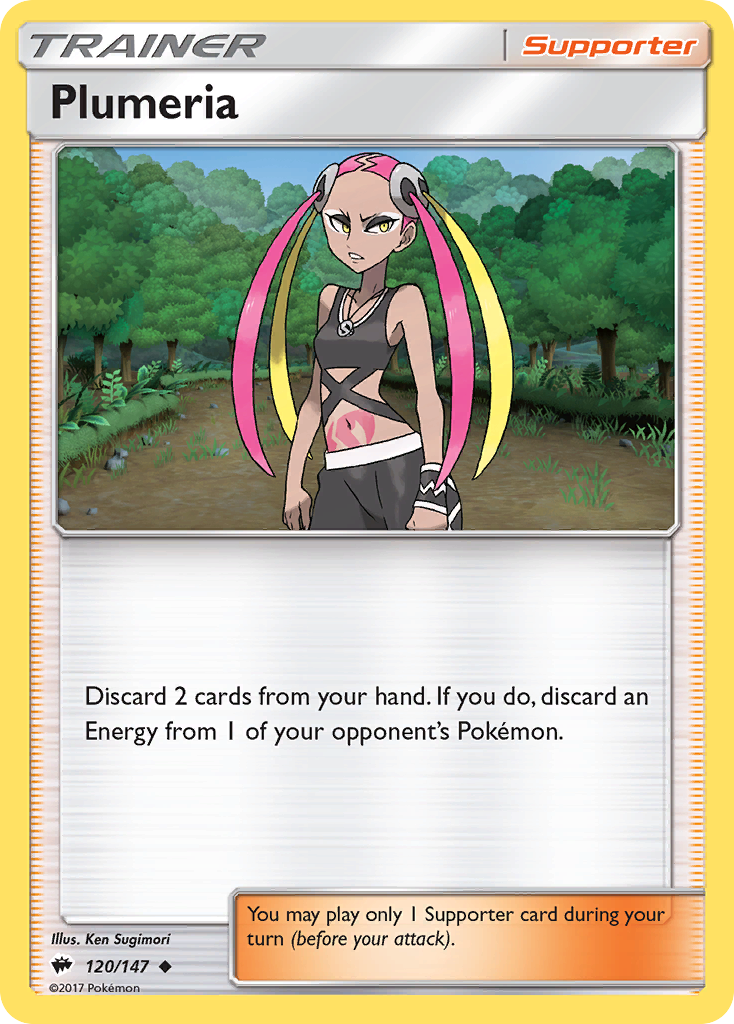 TRAINER
Supporter
Plumeria
Discard 2 cards from your hand. If you do, discard an
Energy from 1 of your opponent's Pokémon.
You may play only 1 Supporter card during your
turn (before your attack).
Illus. Ken Sugimori
120/147 ◆
©2017 Pokémon